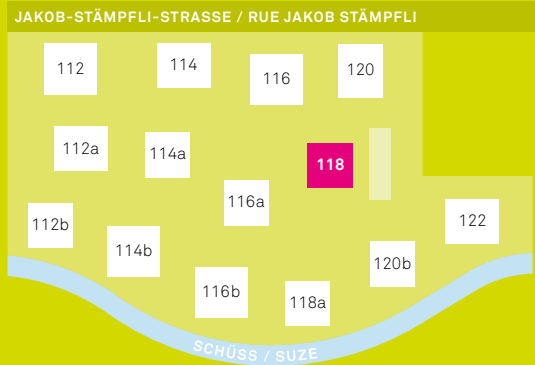 JAKOB-STÄMPFLI-STRASSE / RUE JAKOB STÄMPFLI
112
114
116
120
112a
114a
118
116a
112b
114b
122
120b
116b
118a
SCHÜSS / SUZE